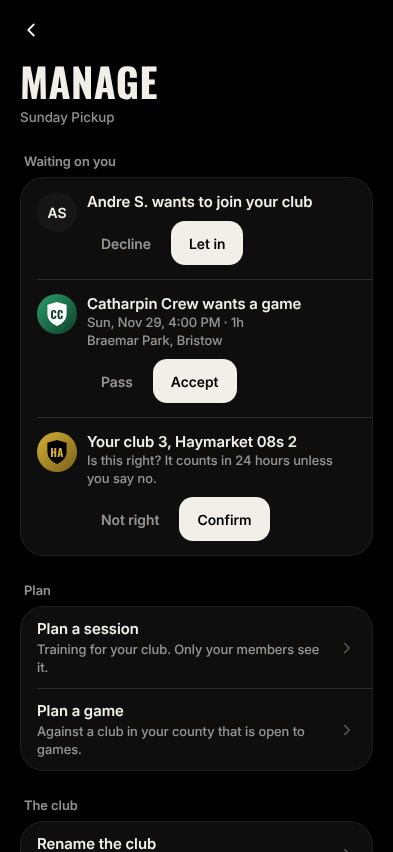 MANAGE
Sunday Pickup
Waiting on you
AS
Andre S. wants to join your club
Decline
Let in
CC
Catharpin Crew wants a game
Sun, Nov 29, 4:00 PM · 1h
Braemar Park, Bristow
Pass
Accept
HA
Your club 3, Haymarket 08s 2
Is this right? It counts in 24 hours unless
you say no.
Not right
Confirm
Plan
Plan a session
Training for your club. Only your members see
it.
Plan a game
Against a club in your county that is open to
games.
The club
Rename the club